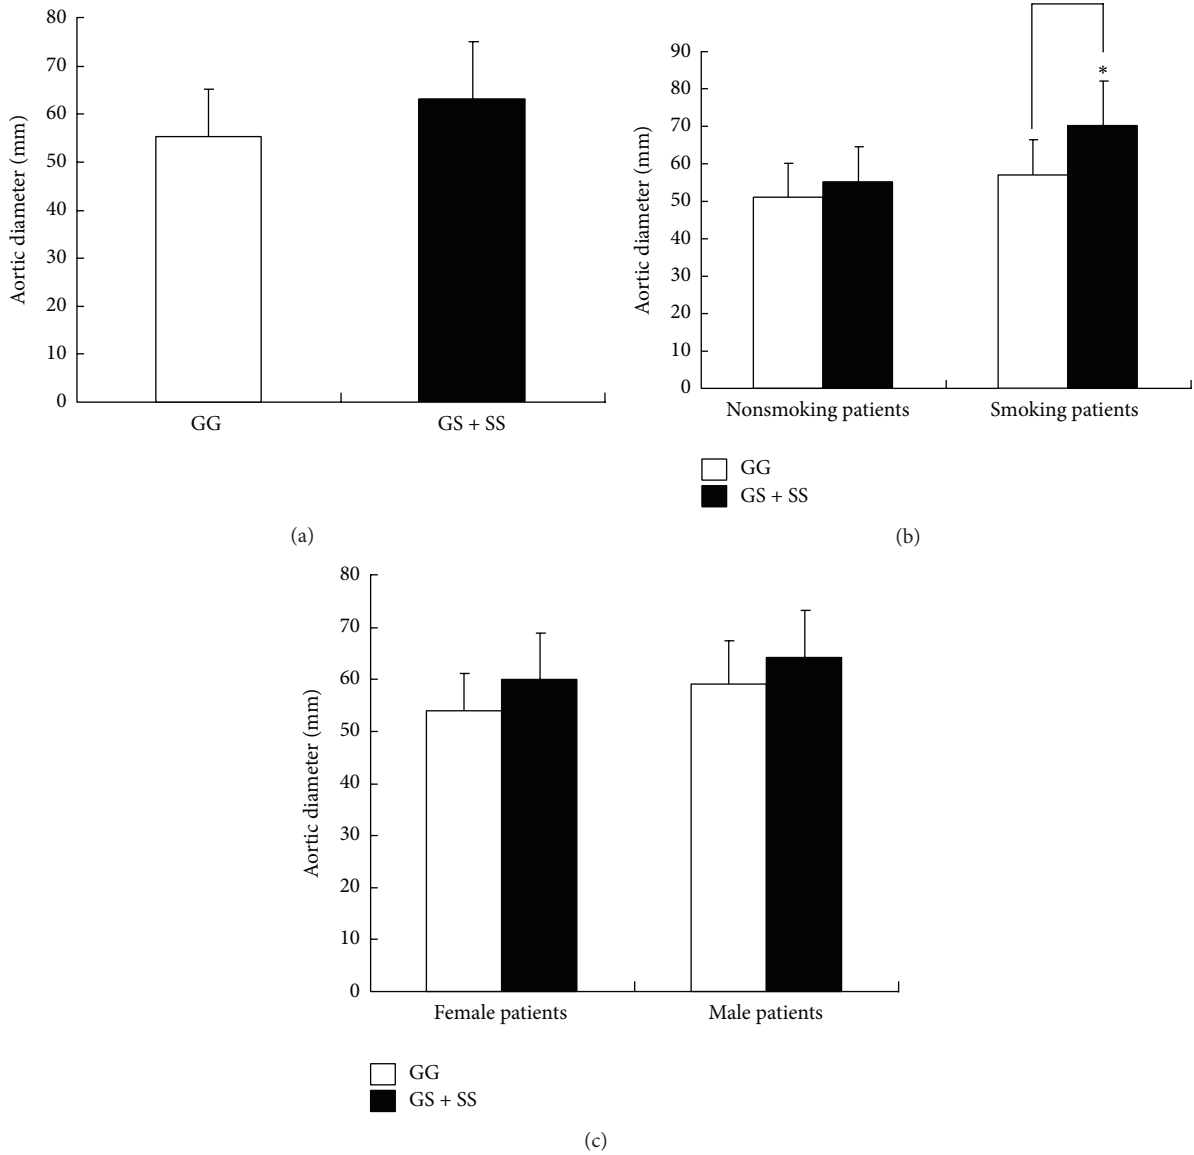 80
70
60
50
40
30
20
10
0
Aortic diameter (mm)
GG
GS + SS
(a)
*
90
80
70
60
50
40
30
20
10
0
Aortic diameter (mm)
Nonsmoking patients
Smoking patients
GG
GS + SS
(b)
80
70
60
50
40
30
20
10
0
Aortic diameter (mm)
Female patients
Male patients
GG
GS + SS
(c)